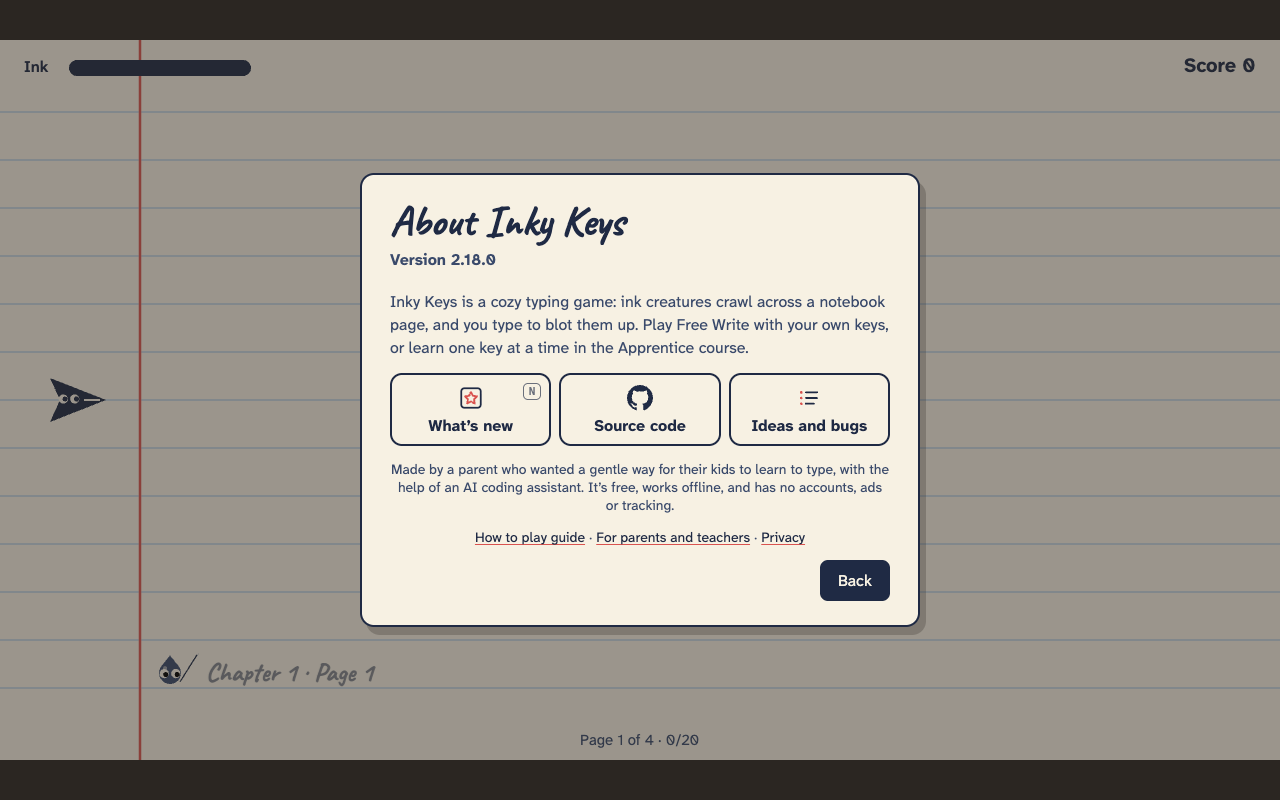 Ink
Score 0
About Inky Keys
Version 2.18.0
Inky Keys is a cozy typing game: ink creatures crawl across a notebook
page, and you type to blot them up. Play Free Write with your own keys,
or learn one key at a time in the Apprentice course.
N
What’s new
Source code
Ideas and bugs
Made by a parent who wanted a gentle way for their kids to learn to type, with the
help of an AI coding assistant. It’s free, works offline, and has no accounts, ads
or tracking.
How to play guide · For parents and teachers · Privacy
Back
Chapter 1 · Page 1
Page 1 of 4 · 0/20